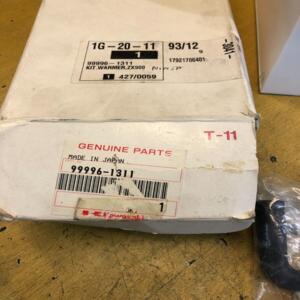 1G-20-11 93/12
1
99996-1311
KIT,WARMER,ZX900
1 427/0059
T-11
GENUINE PARTS
MADE IN JAPAN
99996-1311
Kawasaki
1